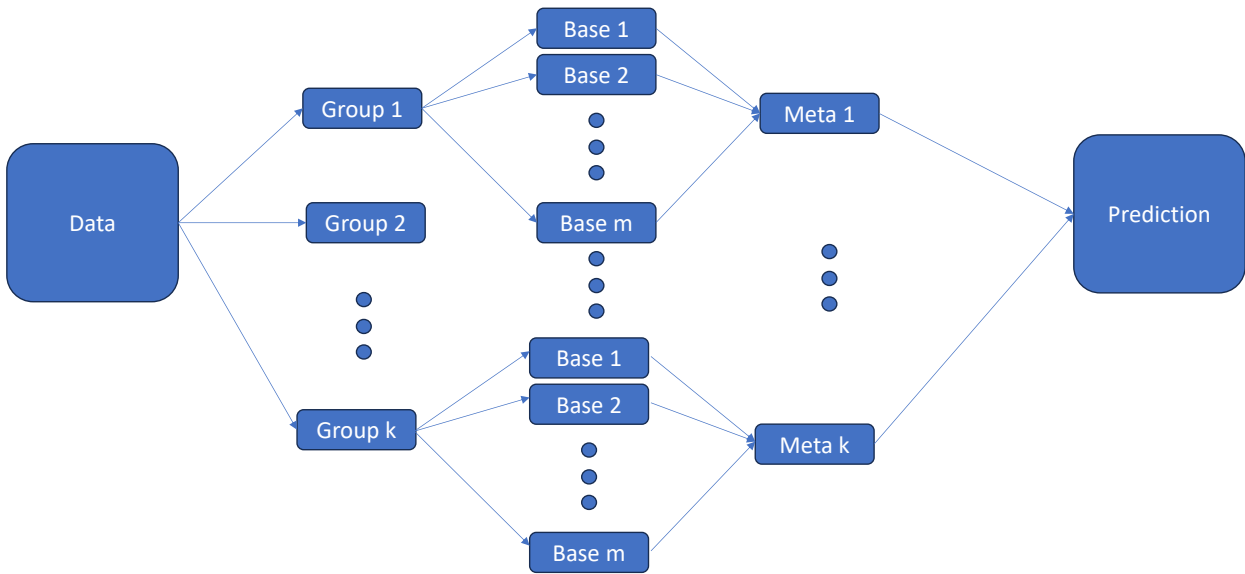 Data
Group 1
Group 2
Group k
Base 1
Base 2
Base m
Base 1
Base 2
Base m
Meta 1
Meta k
Prediction